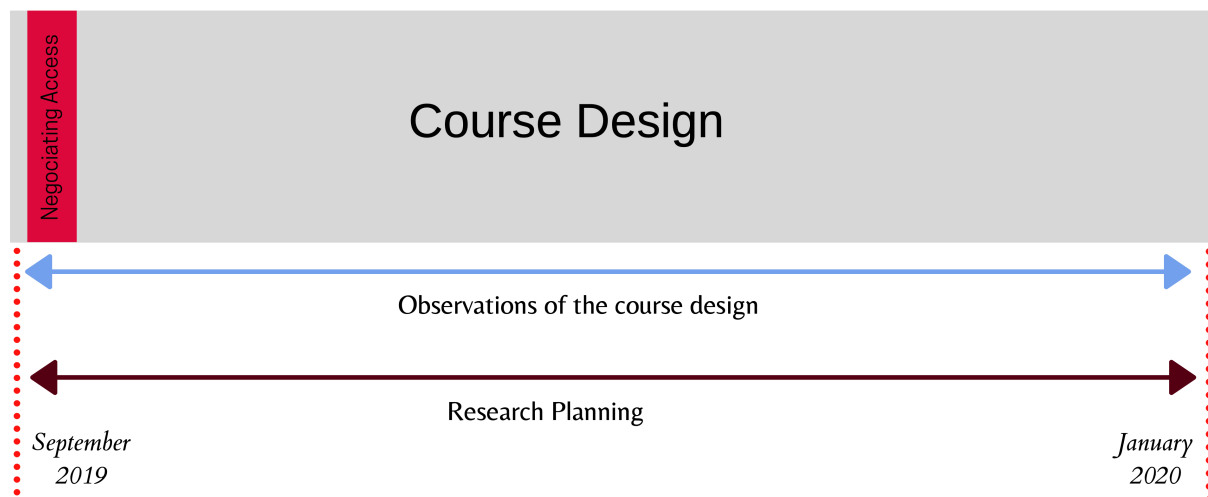 Negociating Access
Course Design
Observations of the course design
Research Planning
September
2019
January
2020